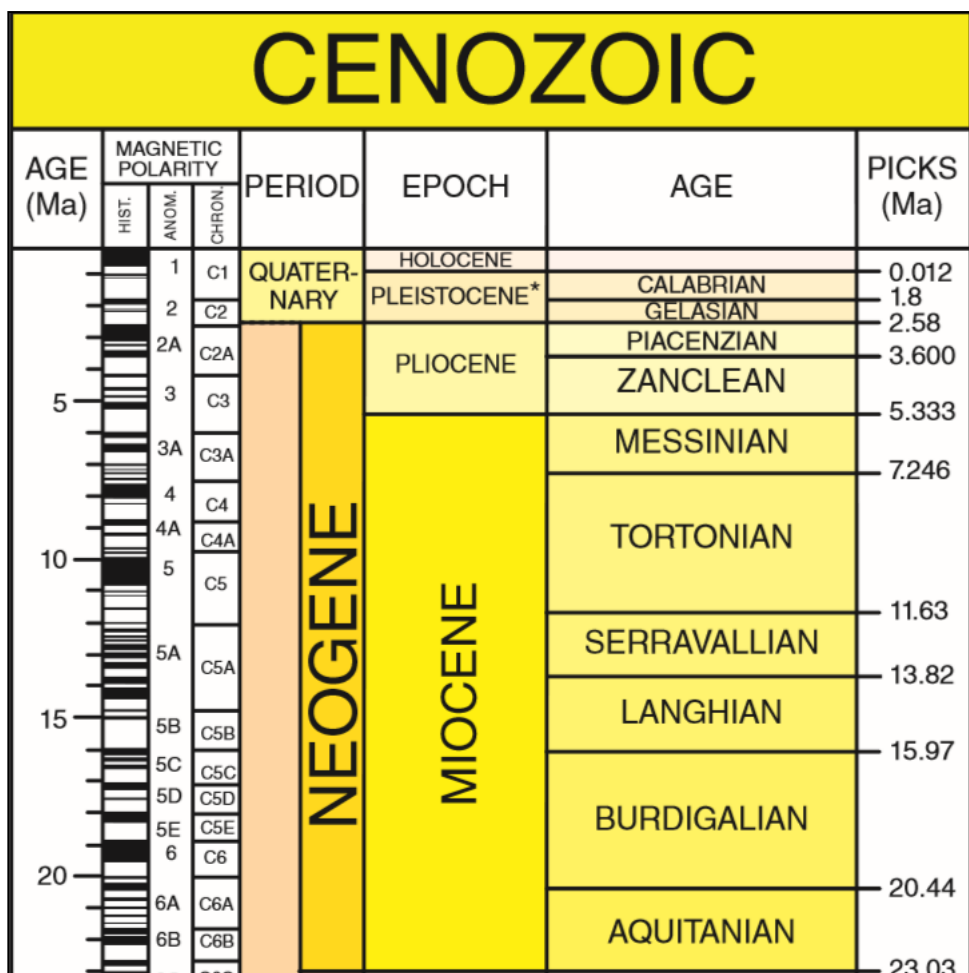 CENOZOIC
AGE
(Ma)
MAGNETIC
POLARITY
HIST.
ANOM.
CHRON.
PERIOD
EPOCH
AGE
PICKS
(Ma)
5
10
15
20
1
2
2A
3
3A
4
4A
5
5A
5B
5C
5D
5E
6
6A
6B
C1
C2
C2A
C3
C3A
C4
C4A
C5
C5A
C5B
C5C
C5D
C5E
C6
C6A
C6B
QUATER-
NARY
NEOGENE
HOLOCENE
PLEISTOCENE*
PLIOCENE
MIOCENE
CALABRIAN
GELASIAN
PIACENZIAN
ZANCLEAN
MESSINIAN
TORTONIAN
SERRAVALLIAN
LANGHIAN
BURDIGALIAN
AQUITANIAN
0.012
1.8
2.58
3.600
5.333
7.246
11.63
13.82
15.97
20.44
23.03